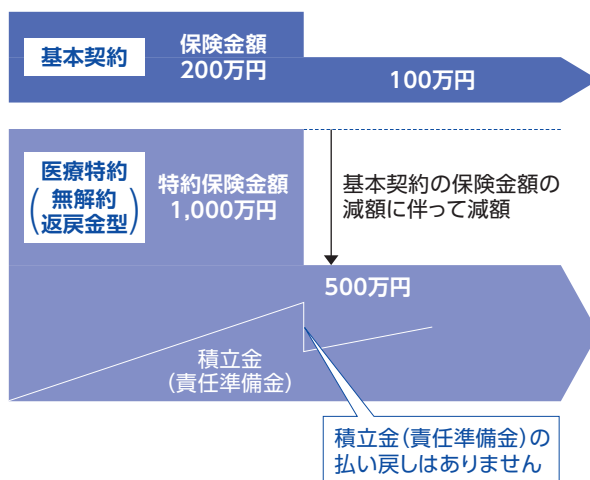 基本契約
保険金額
200万円
100万円
医療特約
(無解約
返戻金型)
特約保険金額
1,000万円
基本契約の保険金額の
減額に伴って減額
500万円
積立金
(責任準備金)
積立金(責任準備金)の
払い戻しはありません